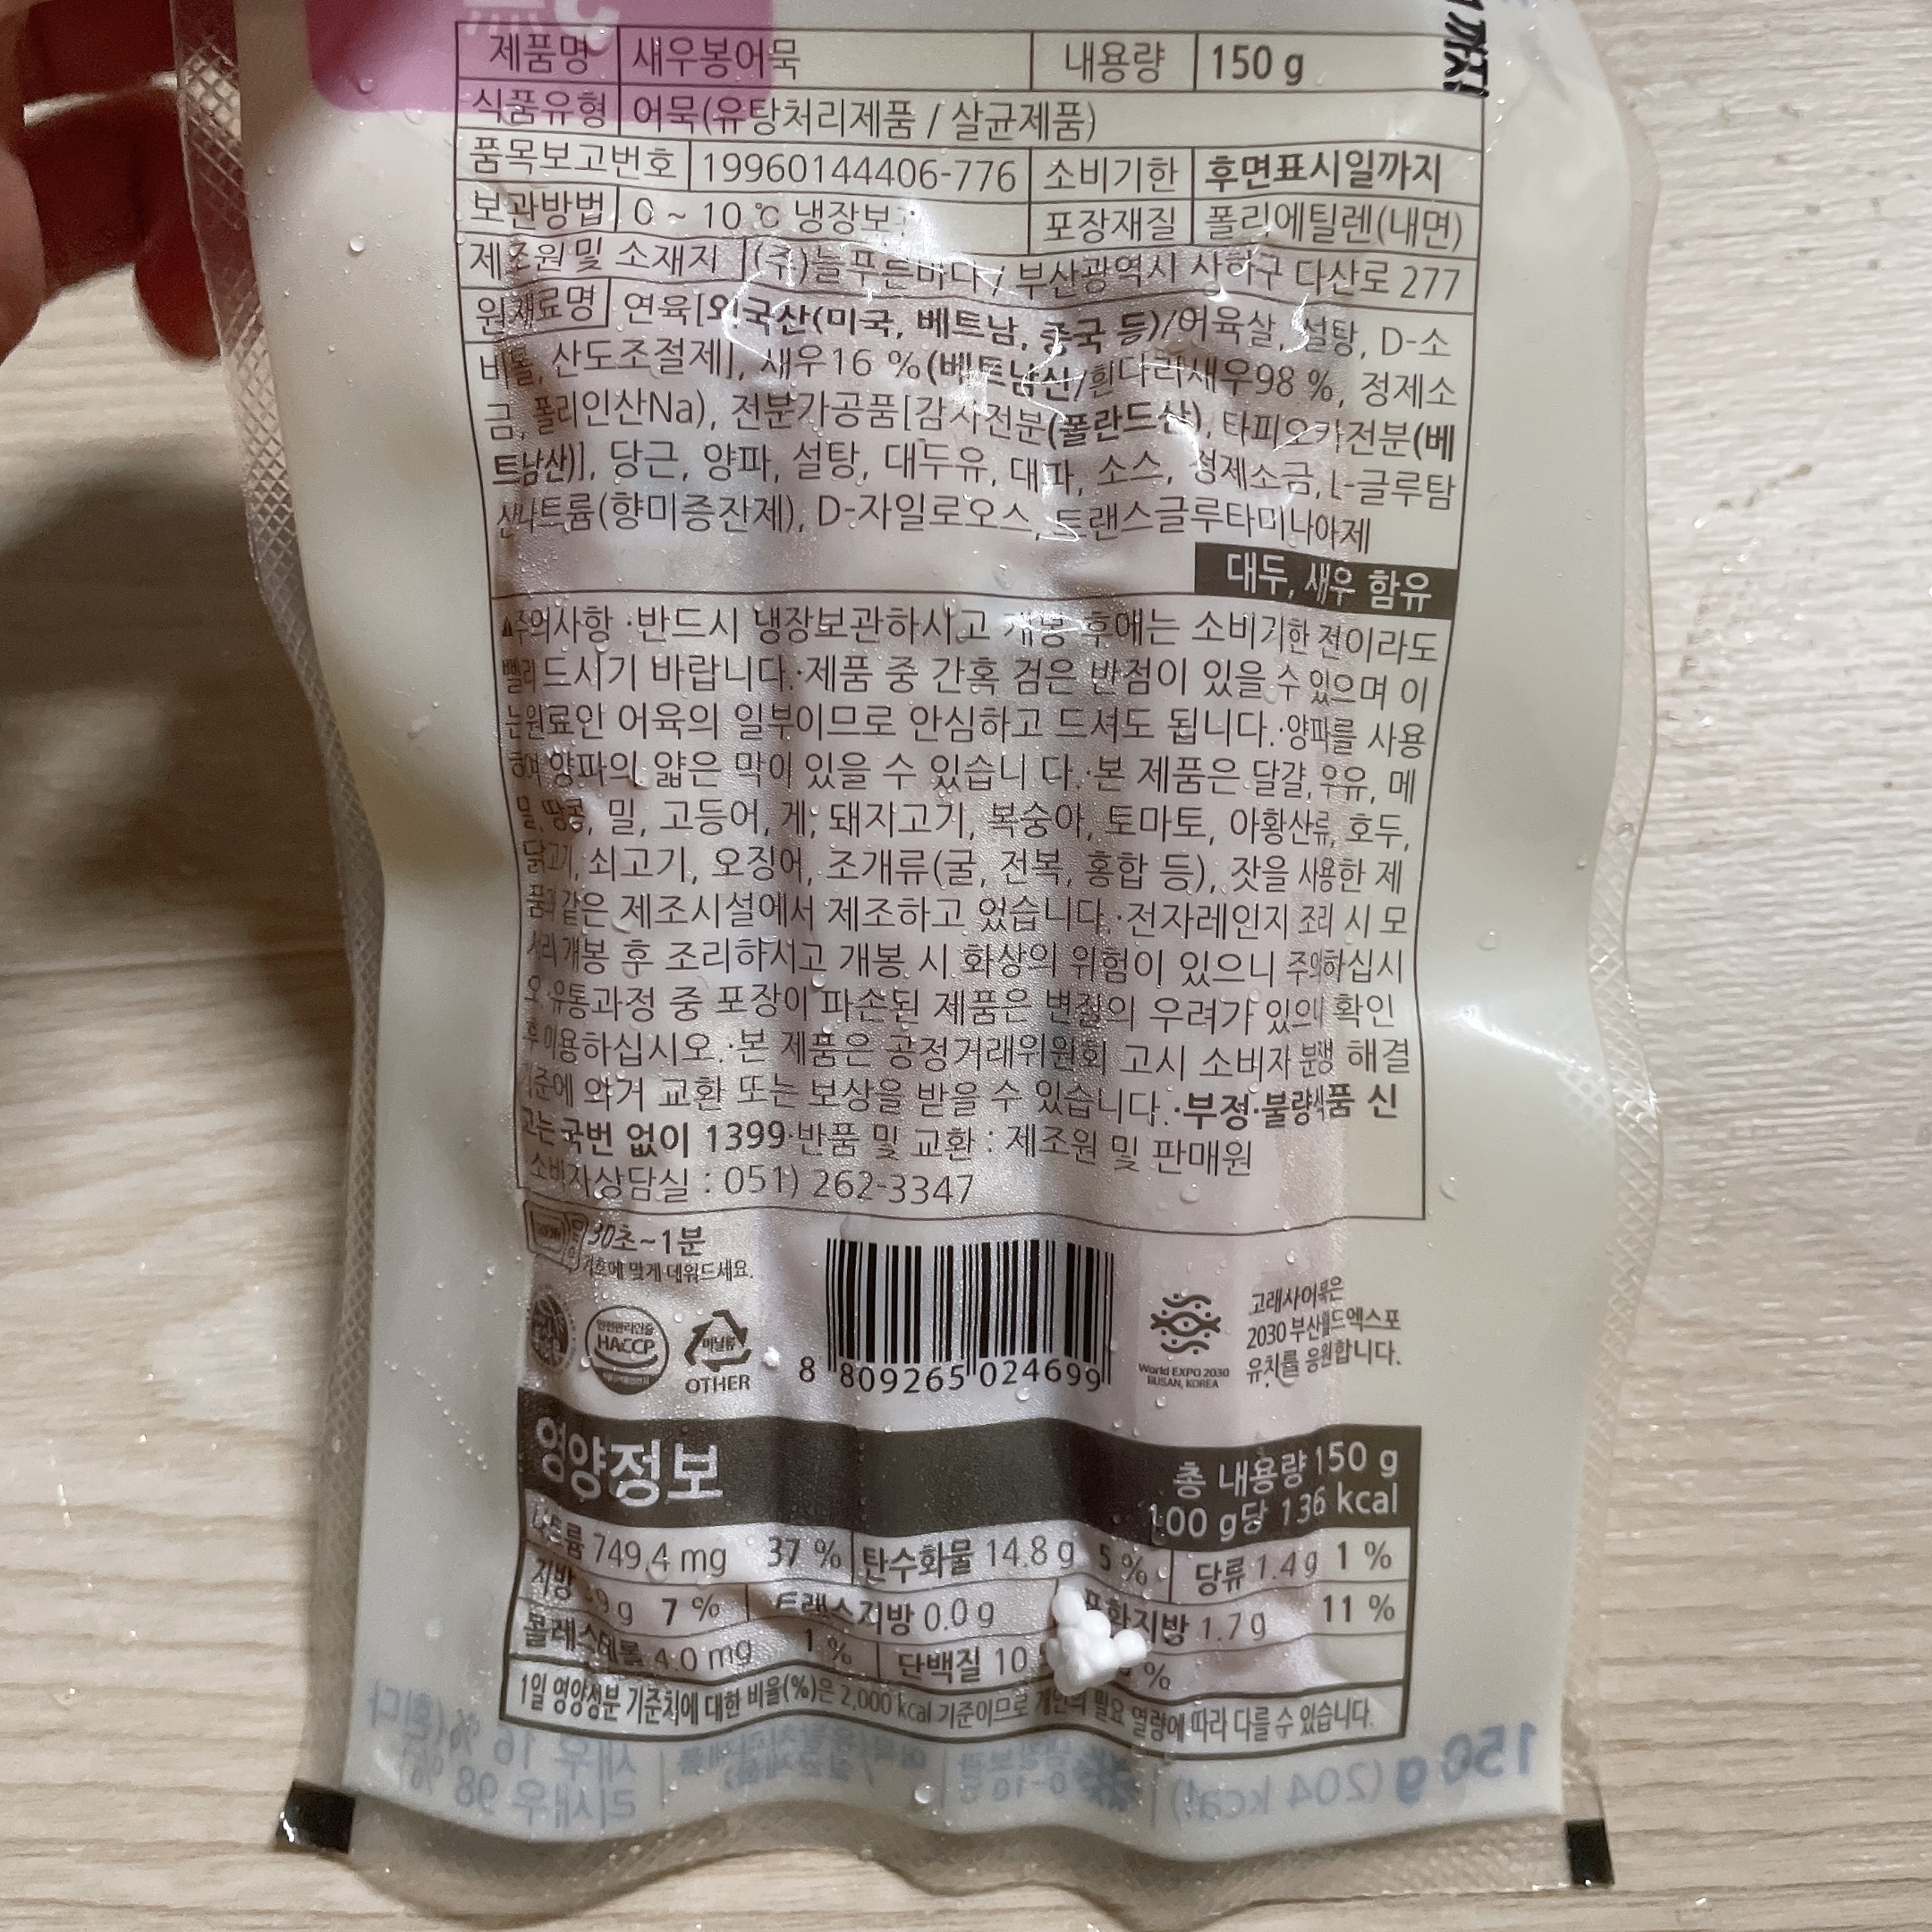 제품명 새우봉어묵 내용량 150 g
식품유형 어묵(유탕처리제품 / 살균제품)
품목보고번호 19960144406-776 소비기한 후면표시일까지
보관방법 0 ~ 10 ℃ 냉장보관 포장재질 폴리에틸렌(내면)
제조원및 소재지 (주)늘푸른바다 / 부산광역시 사하구 다산로 277
원재료명 연육[외국산(미국, 베트남, 중국 등)/어육살, 설탕, D-소
비톨, 산도조절제], 새우16 %(베트남산/흰다리새우98 %, 정제소
금, 폴리인산Na), 전분가공품[감자전분(폴란드산), 타피오카전분(베
트남산)], 당근, 양파, 설탕, 대두유, 대파, 소스, 정제소금, L-글루탐
산나트륨(향미증진제), D-자일로오스, 트랜스글루타미나아제
대두, 새우 함유
주의사항 ·반드시 냉장보관하시고 개봉 후에는 소비기한 전이라도
빨리 드시기 바랍니다.·제품 중 간혹 검은 반점이 있을 수 있으며 이
는 원료인 어육의 일부이므로 안심하고 드셔도 됩니다.·양파를 사용
하여 양파의 얇은 막이 있을 수 있습니다.·본 제품은 달걀, 우유, 메
밀, 땅콩, 밀, 고등어, 게, 돼지고기, 복숭아, 토마토, 아황산류, 호두,
닭고기, 쇠고기, 오징어, 조개류(굴, 전복, 홍합 등), 잣을 사용한 제
품과 같은 제조시설에서 제조하고 있습니다.·전자레인지 조리 시 모
서리 개봉 후 조리하시고 개봉 시 화상의 위험이 있으니 주의하십시
오.·유통과정 중 포장이 파손된 제품은 변질의 우려가 있으니 확인
후 이용하십시오.·본 제품은 공정거래위원회 고시 소비자 분쟁 해결
기준에 의거 교환 또는 보상을 받을 수 있습니다.·부정·불량식품 신
고는 국번 없이 1399·반품 및 교환 : 제조원 및 판매원
소비자상담실 : 051) 262-3347
30초~1분
기호에 맞게 데워드세요.
안전관리인증
HACCP
비닐류
OTHER
8 809265 024699
World EXPO 2030
BUSAN, KOREA
고래사어묵은
2030 부산월드엑스포
유치를 응원합니다.
영양정보
총 내용량 150 g
100 g당 136 kcal
나트륨 749.4 mg 37 % 탄수화물 14.8 g 5 % 당류 1.4 g 1 %
지방 9 g 7 % 트랜스지방 0.0 g 포화지방 1.7 g 11 %
콜레스테롤 4.0 mg 1 % 단백질 10 %
1일 영양성분 기준치에 대한 비율(%)은 2,000 kcal 기준이므로 개인의 필요 열량에 따라 다를 수 있습니다.
150 g (204 kcal)
새우 16 %(흰다
리새우 98 %)